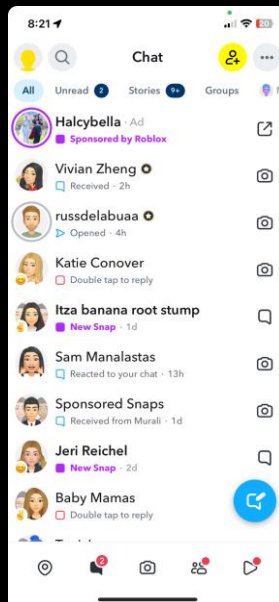 8:21
20
Chat
All Unread 2 Stories 9+ Groups
Halcybella · Ad
Sponsored by Roblox
Vivian Zheng
Received · 2h
russdelabuaa
Opened · 4h
Katie Conover
Double tap to reply
Itza banana root stump
New Snap · 1d
Sam Manalastas
Reacted to your chat · 13h
Sponsored Snaps
Received from Murali · 1d
Jeri Reichel
New Snap · 2d
Baby Mamas
Double tap to reply
2